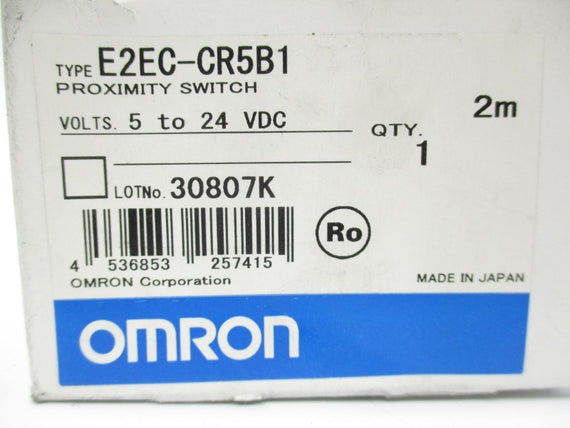 TYPE E2EC-CR5B1
PROXIMITY SWITCH
2m
VOLTS. 5 to 24 VDC
QTY.
1
LOTNo. 30807K
Ro
4 536853 257415
OMRON Corporation
MADE IN JAPAN
OMRON